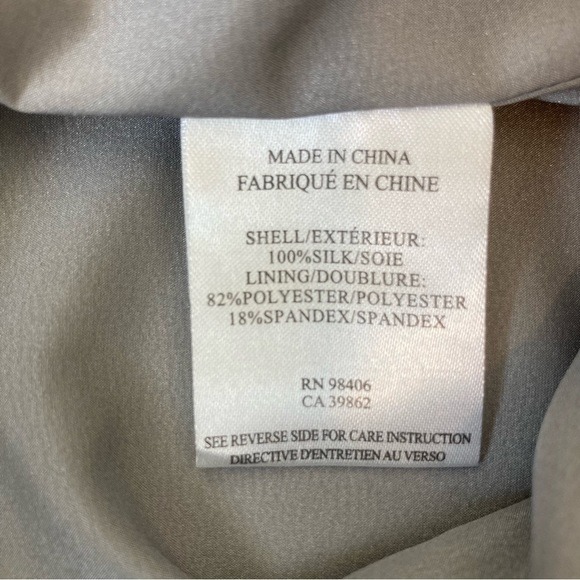 MADE IN CHINA
FABRIQUÉ EN CHINE
SHELL/EXTÉRIEUR:
100%SILK/SOIE
LINING/DOUBLURE:
82%POLYESTER/POLYESTER
18%SPANDEX/SPANDEX
RN 98406
CA 39862
SEE REVERSE SIDE FOR CARE INSTRUCTION
DIRECTIVE D'ENTRETIEN AU VERSO